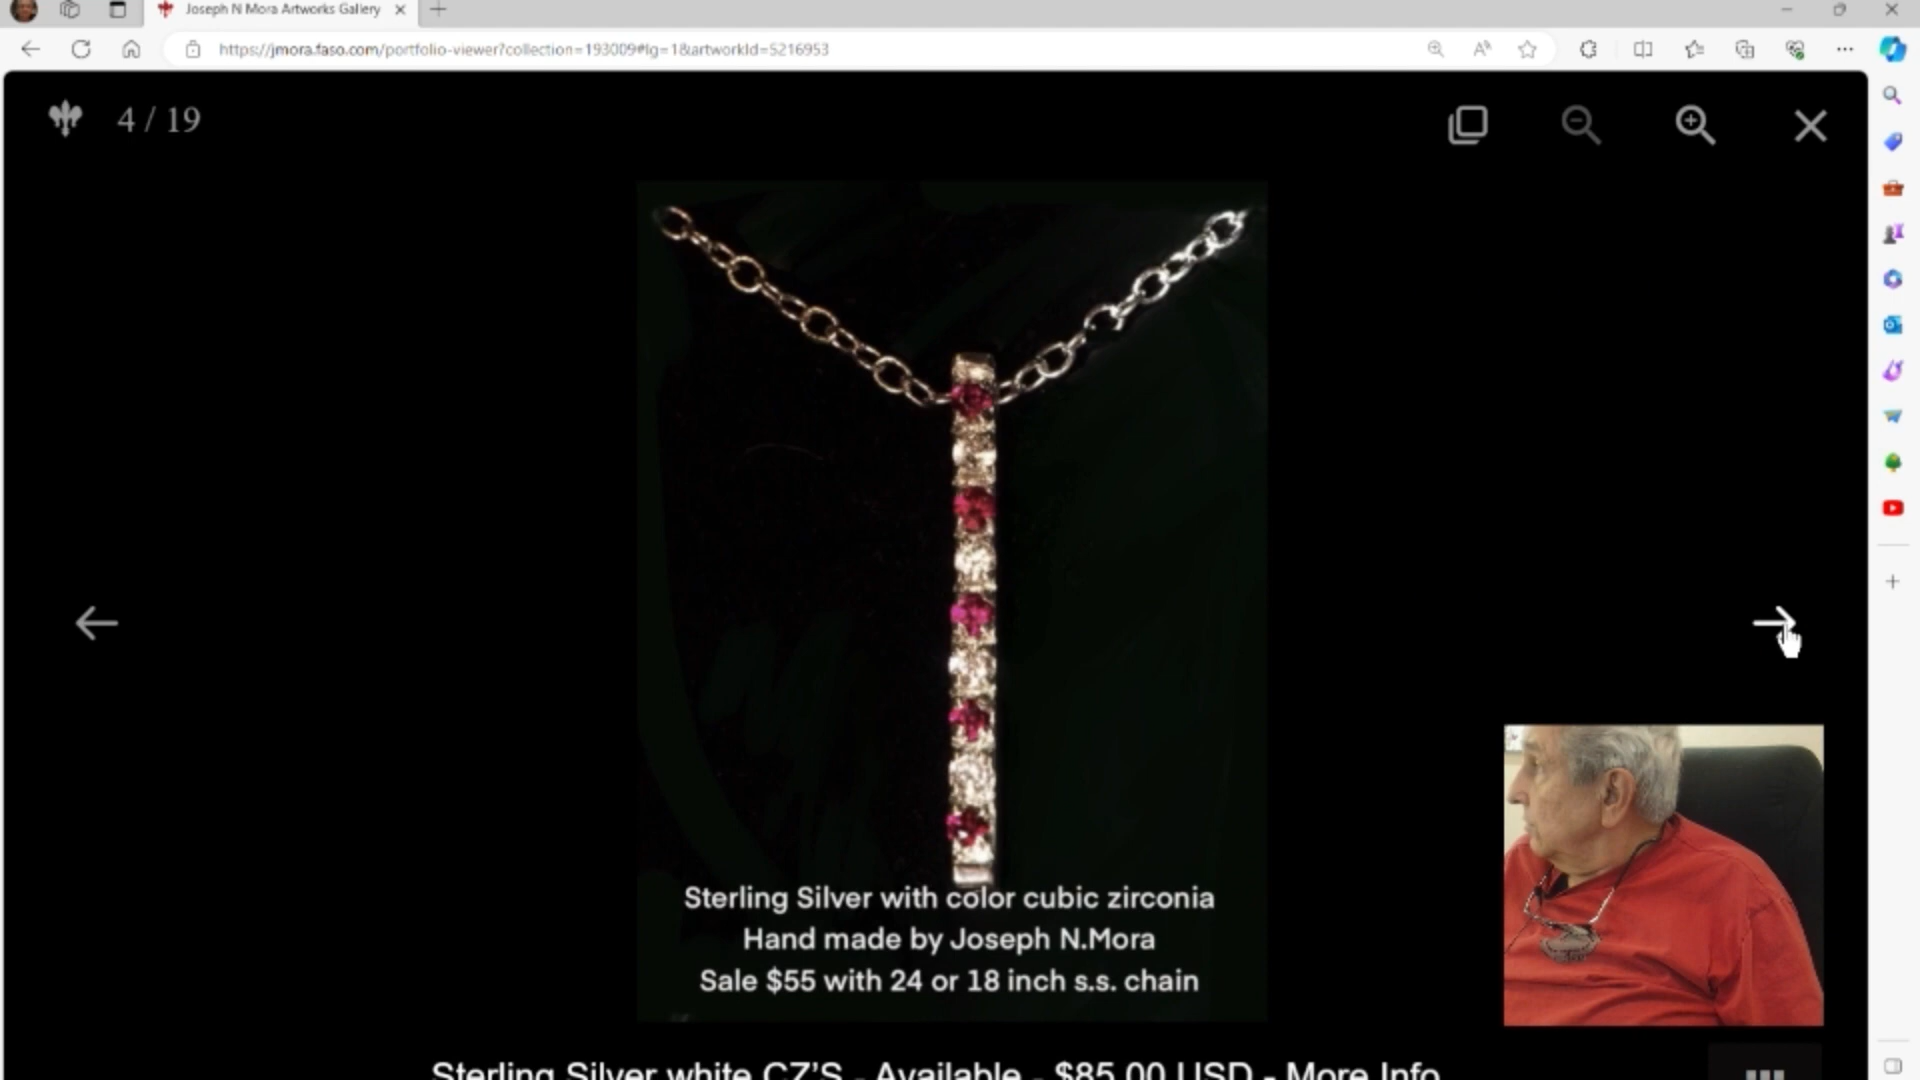 Joseph N Mora Artworks Gallery
https://jmora.faso.com/portfolio-viewer?collection=193009#lg=1&artworkId=5216953
4 / 19
Sterling Silver with color cubic zirconia
Hand made by Joseph N.Mora
Sale $55 with 24 or 18 inch s.s. chain
Sterling Silver white CZ'S - Available - $85.00 USD - More Info